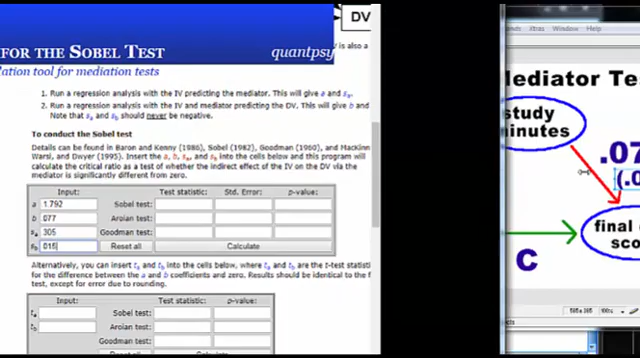 DV
FOR THE SOBEL TEST
quantpsy
lation tool for mediation tests
is also a
1. Run a regression analysis with the IV predicting the mediator. This will give a and sa.
2. Run a regression analysis with the IV and mediator predicting the DV. This will give b and
Note that sa and sb should never be negative.
To conduct the Sobel test
Details can be found in Baron and Kenny (1986), Sobel (1982), Goodman (1960), and MacKinn
Warsi, and Dwyer (1995). Insert the a, b, sa, and sb into the cells below and this program will
calculate the critical ratio as a test of whether the indirect effect of the IV on the DV via the
mediator is significantly different from zero.
Input: Test statistic: Std. Error: p-value:
a 1.792 Sobel test:
b .077 Aroian test:
sa .305 Goodman test:
sb .015 Reset all Calculate
Alternatively, you can insert ta and tb into the cells below, where ta and tb are the t-test statisti
for the difference between the a and b coefficients and zero. Results should be identical to the f
test, except for error due to rounding.
Input: Test statistic: p-value:
ta Sobel test:
tb Aroian test:
Goodman test:
Reset all Calculate
Xtras Window Help
Mediator Te
study
minutes
.07
(.0
final
sco
C